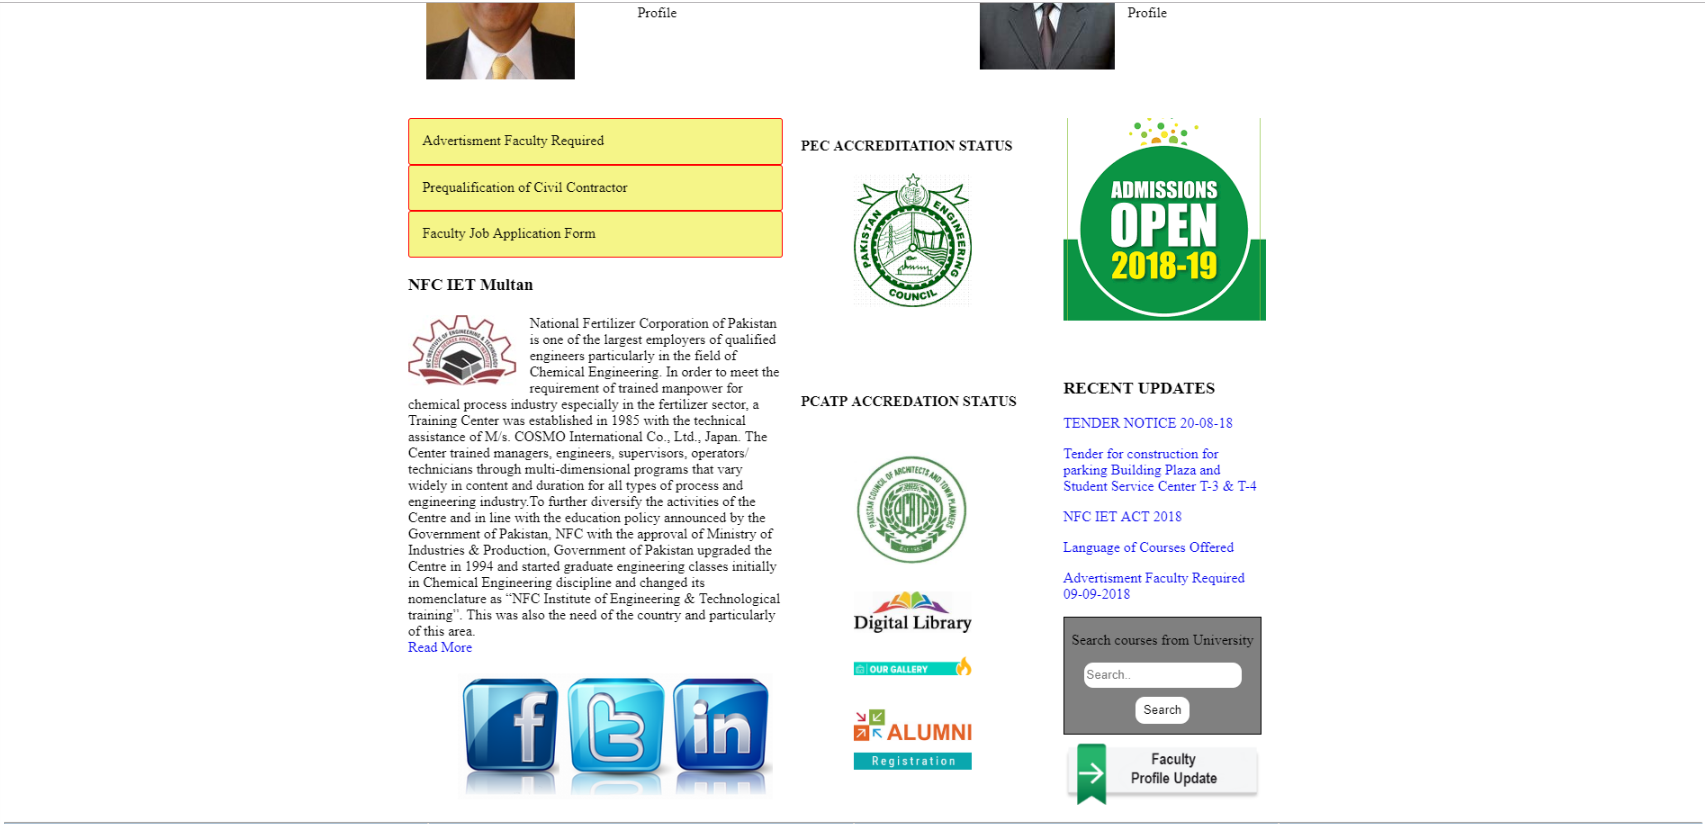 Profile
Profile
Advertisment Faculty Required
Prequalification of Civil Contractor
Faculty Job Application Form
NFC IET Multan
National Fertilizer Corporation of Pakistan
is one of the largest employers of qualified
engineers particularly in the field of
Chemical Engineering. In order to meet the
requirement of trained manpower for
chemical process industry especially in the fertilizer sector, a
Training Center was established in 1985 with the technical
assistance of M/s. COSMO International Co., Ltd., Japan. The
Center trained managers, engineers, supervisors, operators/
technicians through multi-dimensional programs that vary
widely in content and duration for all types of process and
engineering industry.To further diversify the activities of the
Centre and in line with the education policy announced by the
Government of Pakistan, NFC with the approval of Ministry of
Industries & Production, Government of Pakistan upgraded the
Centre in 1994 and started graduate engineering classes initially
in Chemical Engineering discipline and changed its
nomenclature as “NFC Institute of Engineering & Technological
training”. This was also the need of the country and particularly
of this area.
Read More
f
t
in
PEC ACCREDITATION STATUS
PAKISTAN ENGINEERING
COUNCIL
PCATP ACCREDATION STATUS
PAKISTAN COUNCIL OF ARCHITECTS AND TOWN PLANNERS
PCATP
Digital Library
OUR GALLERY
ALUMNI
Registration
ADMISSIONS
OPEN
2018-19
RECENT UPDATES
TENDER NOTICE 20-08-18
Tender for construction for
parking Building Plaza and
Student Service Center T-3 & T-4
NFC IET ACT 2018
Language of Courses Offered
Advertisment Faculty Required
09-09-2018
Search courses from University
Search..
Search
Faculty
Profile Update